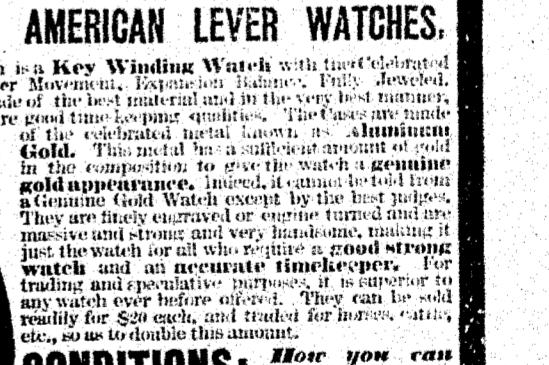 AMERICAN LEVER WATCHES.
is a Key Winding Watch with the Celebrated
er Movement, Expansion Balance, Fully Jeweled.
de of the best material and in the very best manner,
re good time keeping qualities. The Cases are made
of the celebrated metal known as Aluminum
Gold. This metal has a sufficient amount of gold
in the composition to give the watch a genuine
gold appearance. Indeed, it cannot be told from
a Genuine Gold Watch except by the best judges.
They are finely engraved or engine turned and are
massive and strong and very handsome, making it
just the watch for all who require a good strong
watch and an accurate timekeeper. For
trading and speculative purposes, it is superior to
any watch ever before offered. They can be sold
readily for $20 each, and traded for horses, cattle,
etc., so as to double this amount.
CONDITIONS: How you can